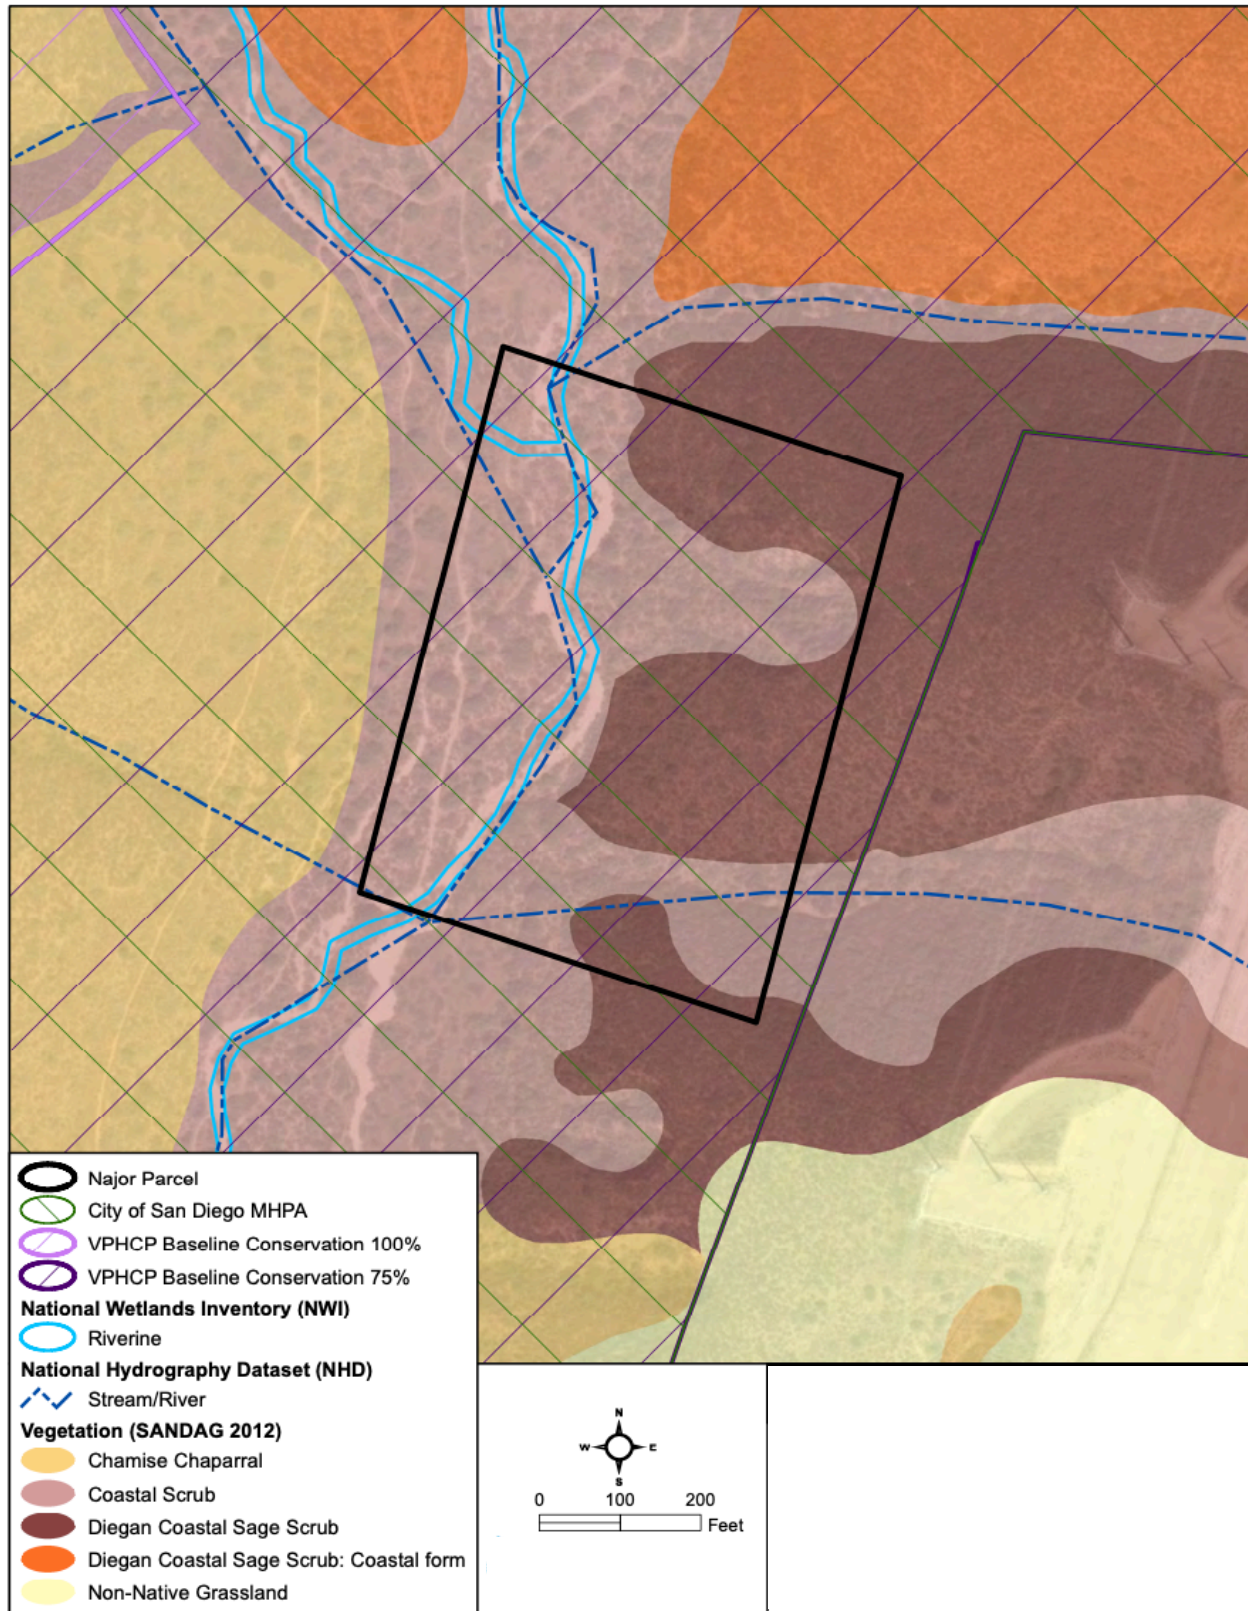 Najor Parcel
City of San Diego MHPA
VPHCP Baseline Conservation 100%
VPHCP Baseline Conservation 75%
National Wetlands Inventory (NWI)
Riverine
National Hydrography Dataset (NHD)
Stream/River
Vegetation (SANDAG 2012)
Chamise Chaparral
Coastal Scrub
Diegan Coastal Sage Scrub
Diegan Coastal Sage Scrub: Coastal form
Non-Native Grassland
N
W E
S
0 100 200
Feet